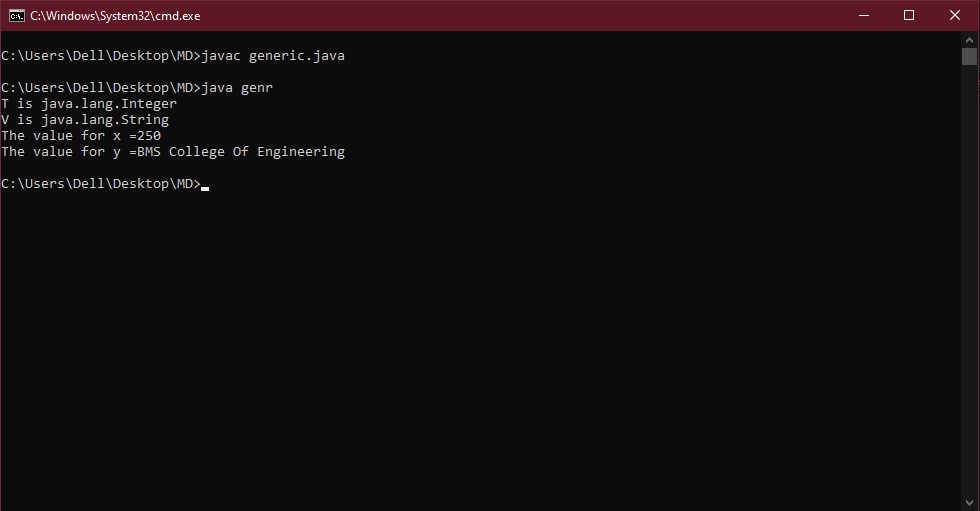 C:\Windows\System32\cmd.exe
C:\Users\Dell\Desktop\MD>javac generic.java
C:\Users\Dell\Desktop\MD>java genr
T is java.lang.Integer
V is java.lang.String
The value for x =250
The value for y =BMS College Of Engineering
C:\Users\Dell\Desktop\MD>